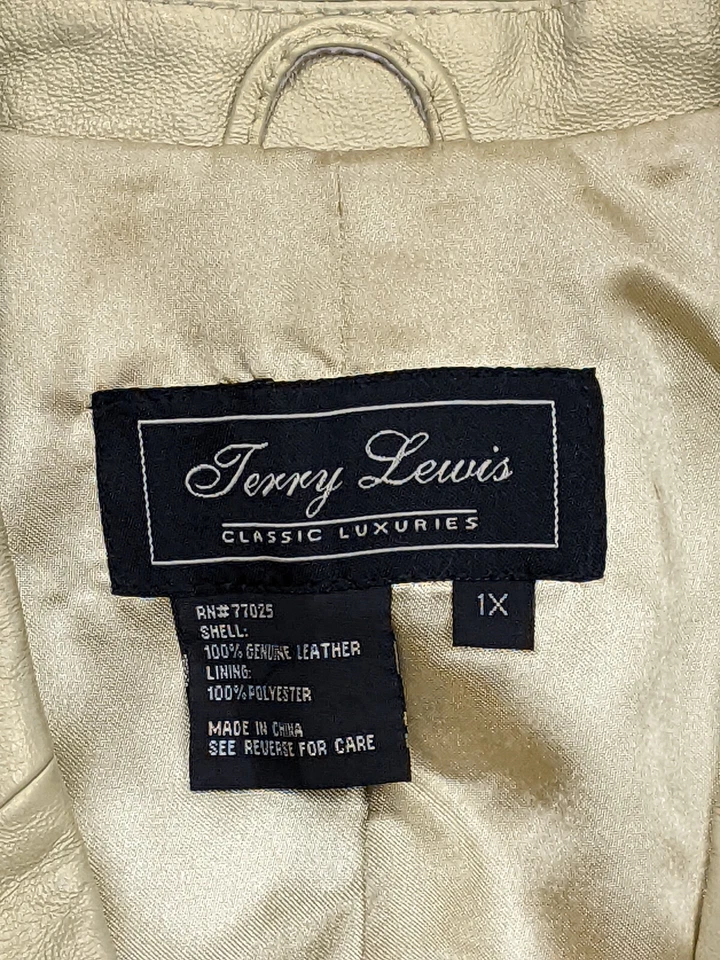 Terry Lewis
CLASSIC LUXURIES
1X
RN#77025
SHELL:
100% GENUINE LEATHER
LINING:
100%POLYESTER
MADE IN CHINA
SEE REVERSE FOR CARE